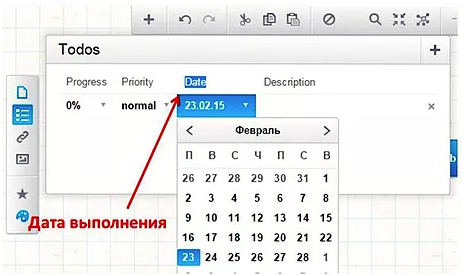 Todos
Progress Priority Date Description
0% normal 23.02.15
Февраль
П В С Ч П С В
26 27 28 29 30 31 1
2 3 4 5 6 7 8
9 10 11 12 13 14 15
16 17 18 19 20 21 22
23 24 25 26 27 28 1
Дата выполнения